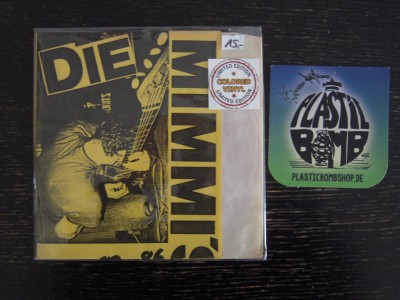 DIE
MIMMI'S
15,-
LIMITED EDITION
COLORED
VINYL
LIMITED EDITION
PLASTIC
BOMB
PLASTICBOMBSHOP.DE